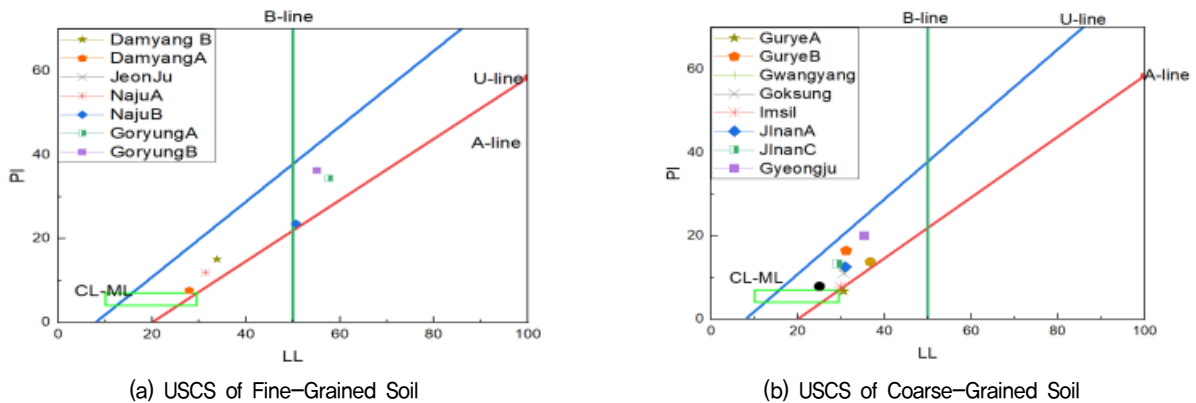 B-line
Damyang B
DamyangA
JeonJu
NajuA
NajuB
GoryungA
GoryungB
U-line
A-line
CL-ML
PI
0
20
40
60
0
20
40
60
80
100
LL
(a) USCS of Fine-Grained Soil
B-line
U-line
GuryeA
GuryeB
Gwangyang
Goksung
Imsil
JInanA
JInanC
Gyeongju
A-line
CL-ML
PI
0
20
40
60
0
20
40
60
80
100
LL
(b) USCS of Coarse-Grained Soil